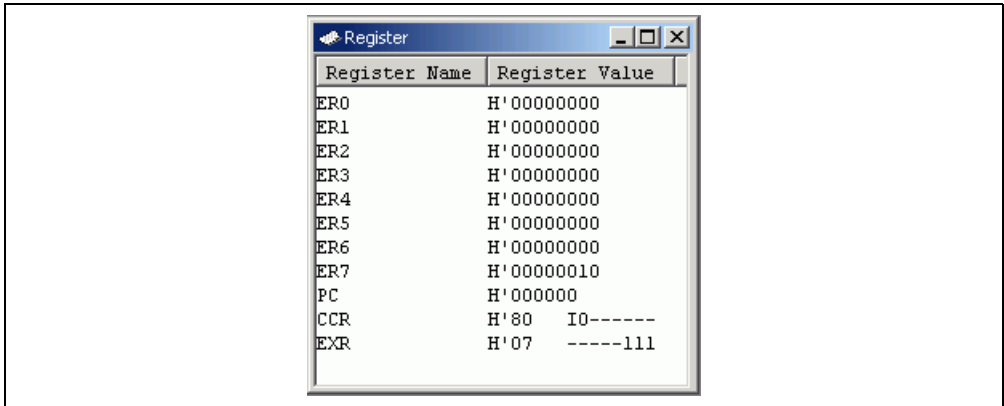 Register
Register Name Register Value
ER0 H'00000000
ER1 H'00000000
ER2 H'00000000
ER3 H'00000000
ER4 H'00000000
ER5 H'00000000
ER6 H'00000000
ER7 H'00000010
PC H'000000
CCR H'80 I0------
EXR H'07 -----111